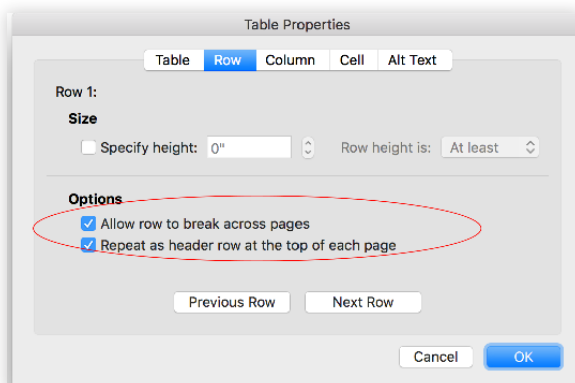 Table Properties
Table Row Column Cell Alt Text
Row 1:
Size
Specify height: 0" Row height is: At least
Options
Allow row to break across pages
Repeat as header row at the top of each page
Previous Row Next Row
Cancel OK